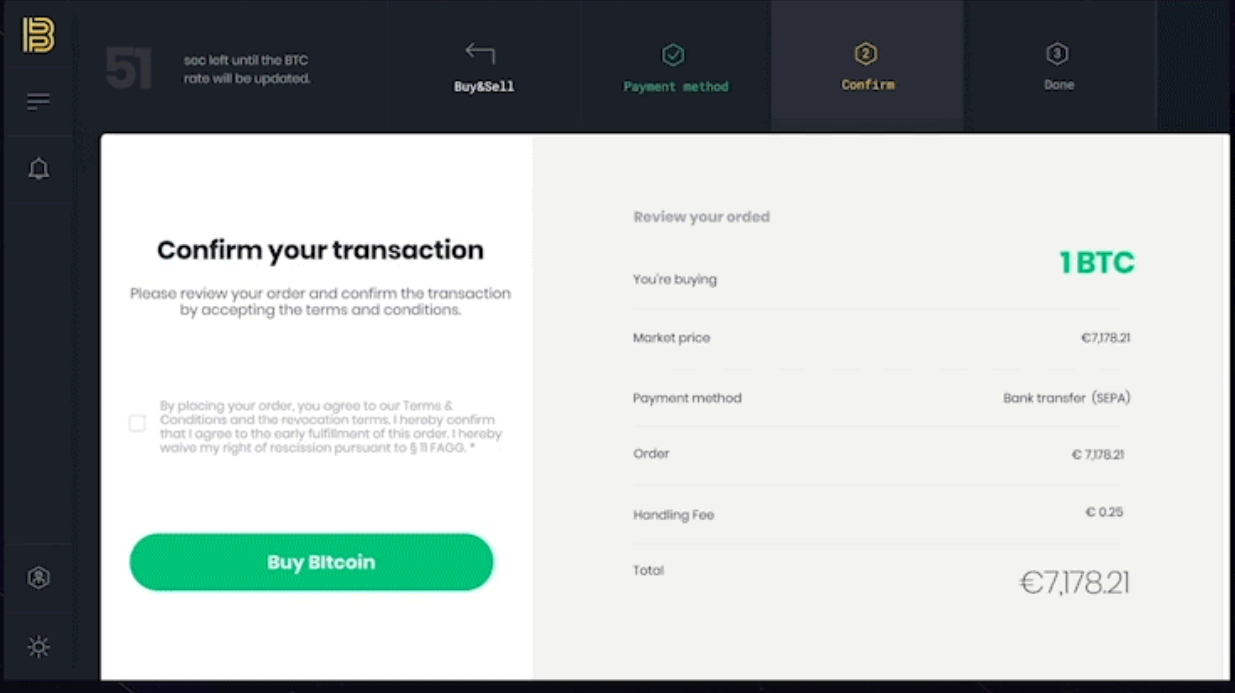 51
sec left until the BTC
rate will be updated.
Buy&Sell
Payment method
2
Confirm
3
Done
Confirm your transaction
Please review your order and confirm the transaction
by accepting the terms and conditions.
By placing your order, you agree to our Terms &
Conditions and the revocation terms. I hereby confirm
that I agree to the early fulfillment of this order. I hereby
waive my right of rescission pursuant to § 11 FAGG. *
Buy BItcoin
Review your orded
You're buying
1 BTC
Market price
€7,178.21
Payment method
Bank transfer (SEPA)
Order
€ 7,178.21
Handling Fee
€ 0.25
Total
€7,178.21